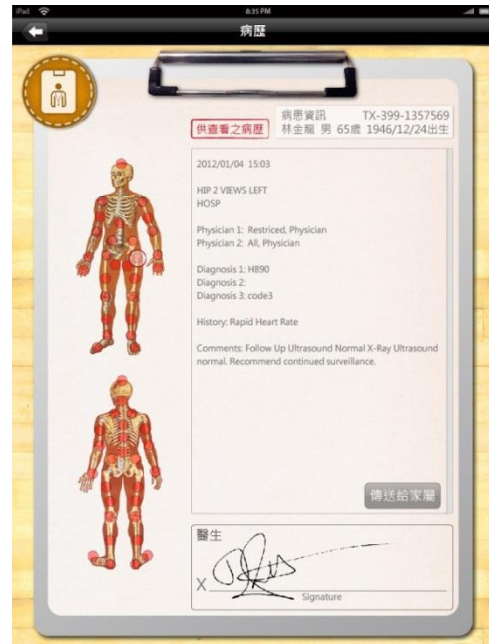 iPad
8:35 PM
病歷
供查看之病歷
病患資訊 TX-399-1357569
林金龍 男 65歲 1946/12/24出生
2012/01/04 15:03
HIP 2 VIEWS LEFT
HOSP
Physician 1: Restriced, Physician
Physician 2: All, Physician
Diagnosis 1: H890
Diagnosis 2:
Diagnosis 3: code3
History: Rapid Heart Rate
Comments: Follow Up Ultrasound Normal X-Ray Ultrasound
normal. Recommend continued surveillance.
傳送給家屬
醫生
X
Signature